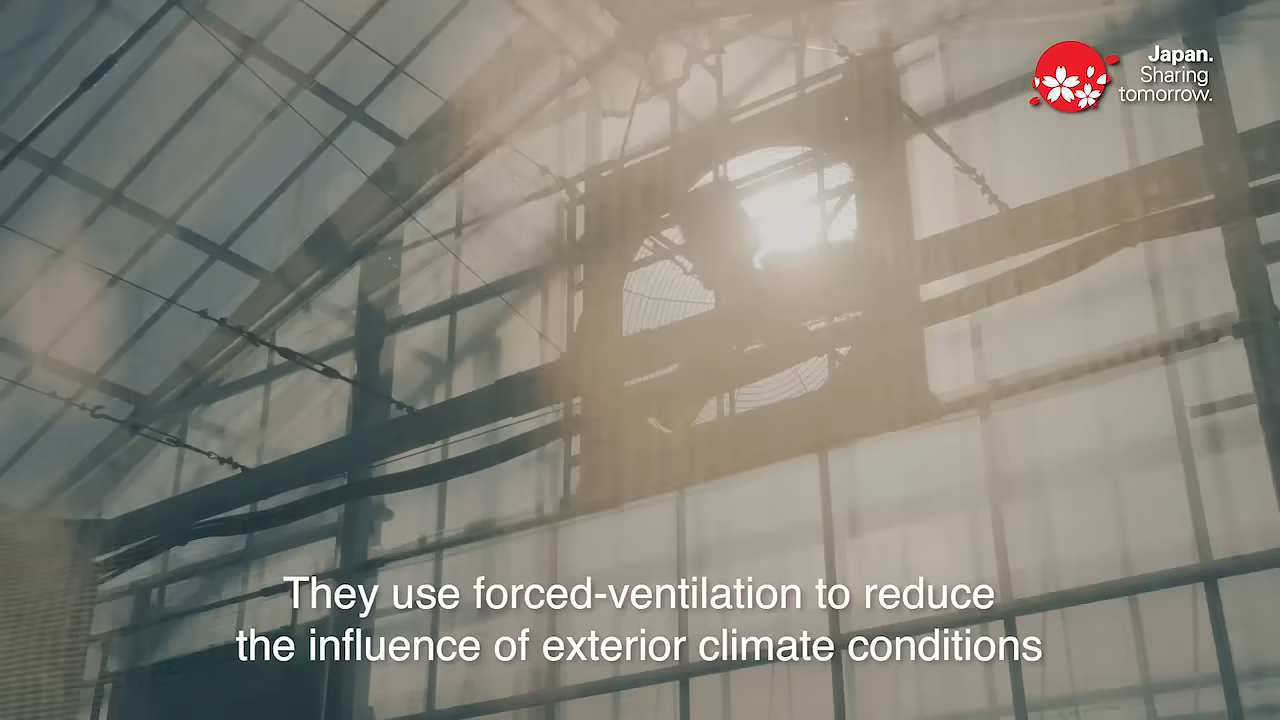 Japan.
Sharing
tomorrow.
They use forced-ventilation to reduce
the influence of exterior climate conditions